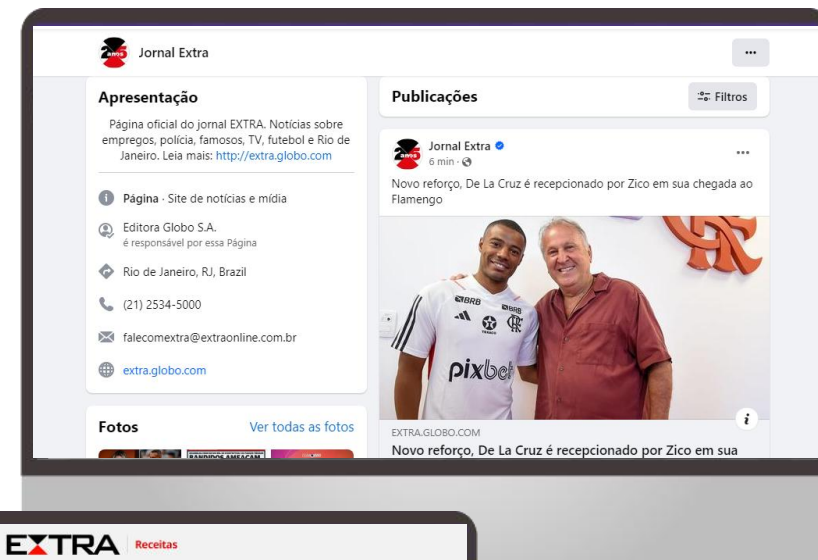 Jornal Extra
Apresentação
Página oficial do jornal EXTRA. Notícias sobre
empregos, polícia, famosos, TV, futebol e Rio de
Janeiro. Leia mais: http://extra.globo.com
Página · Site de notícias e mídia
Editora Globo S.A.
é responsável por essa Página
Rio de Janeiro, RJ, Brazil
(21) 2534-5000
falecomextra@extraonline.com.br
extra.globo.com
Fotos
Ver todas as fotos
BANDIDOS AMEAÇAM
Publicações
Filtros
Jornal Extra
6 min
Novo reforço, De La Cruz é recepcionado por Zico em sua chegada ao
Flamengo
BRB
BRB
pixbet
EXTRA.GLOBO.COM
Novo reforço, De La Cruz é recepcionado por Zico em sua
EXTRA
Receitas